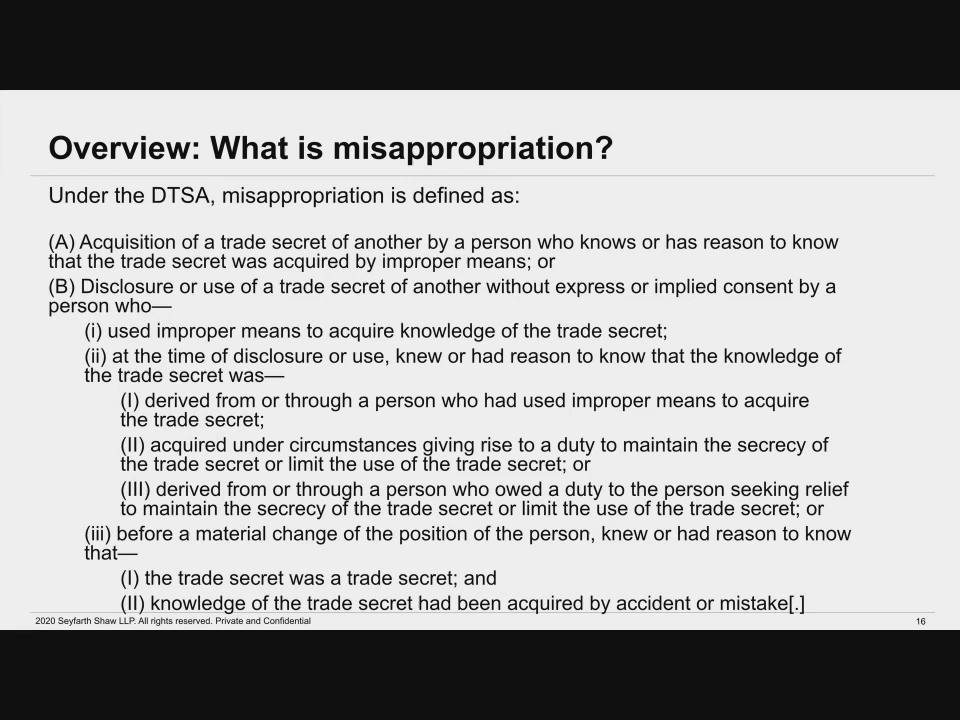 Overview: What is misappropriation?
Under the DTSA, misappropriation is defined as:
(A) Acquisition of a trade secret of another by a person who knows or has reason to know
that the trade secret was acquired by improper means; or
(B) Disclosure or use of a trade secret of another without express or implied consent by a
person who—
(i) used improper means to acquire knowledge of the trade secret;
(ii) at the time of disclosure or use, knew or had reason to know that the knowledge of
the trade secret was—
(I) derived from or through a person who had used improper means to acquire
the trade secret;
(II) acquired under circumstances giving rise to a duty to maintain the secrecy of
the trade secret or limit the use of the trade secret; or
(III) derived from or through a person who owed a duty to the person seeking relief
to maintain the secrecy of the trade secret or limit the use of the trade secret; or
(iii) before a material change of the position of the person, knew or had reason to know
that—
(I) the trade secret was a trade secret; and
(II) knowledge of the trade secret had been acquired by accident or mistake[.]
2020 Seyfarth Shaw LLP. All rights reserved. Private and Confidential
16